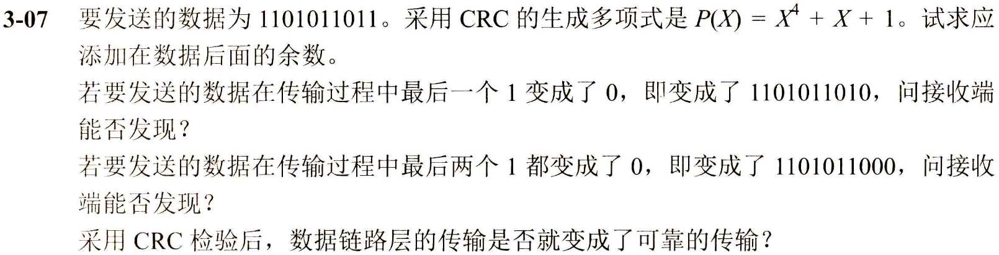 3-07 要发送的数据为 1101011011。采用 CRC 的生成多项式是 P(X) = X⁴ + X + 1。试求应
添加在数据后面的余数。
若要发送的数据在传输过程中最后一个 1 变成了 0，即变成了 1101011010，问接收端
能否发现？
若要发送的数据在传输过程中最后两个 1 都变成了 0，即变成了 1101011000，问接收
端能否发现？
采用 CRC 检验后，数据链路层的传输是否就变成了可靠的传输？